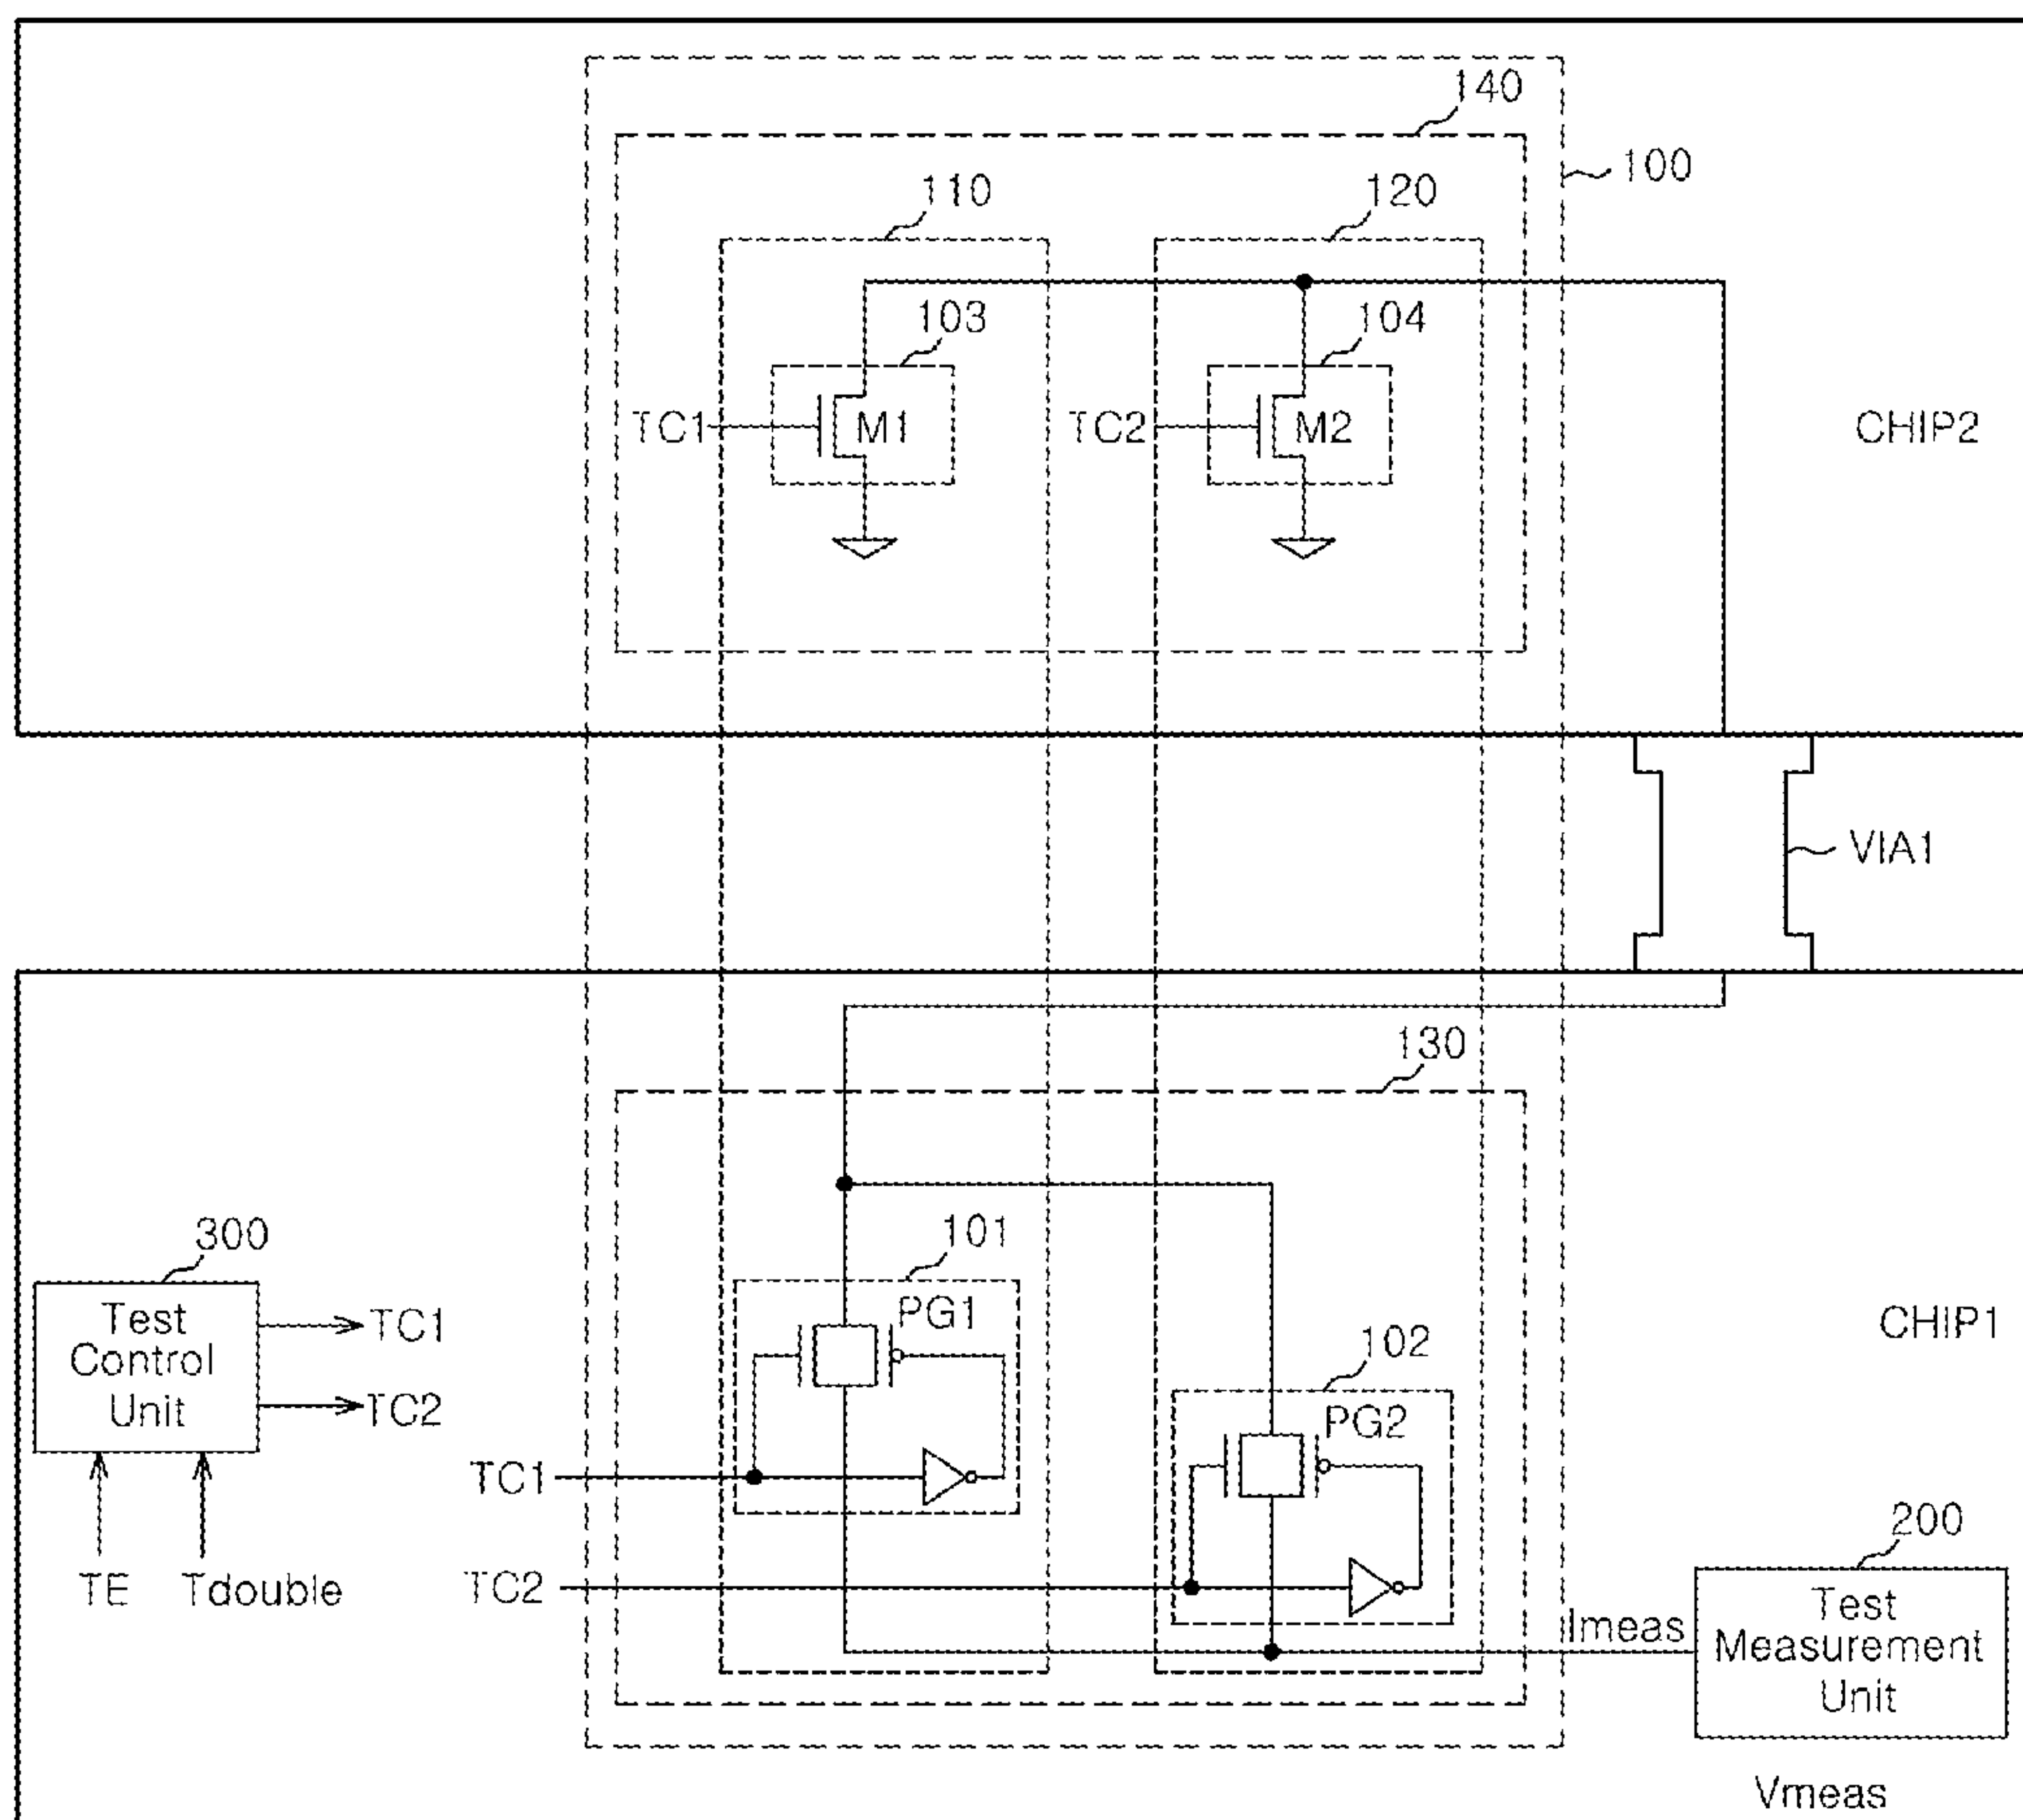 140
100
110
120
103
104
TC1
M1
TC2
M2
CHIP2
VIA1
130
300
101
Test
Control
Unit
TC1
TC2
PG1
CHIP1
102
PG2
TC1
TE
Tdouble
TC2
200
Imeas
Test
Measurement
Unit
Vmeas